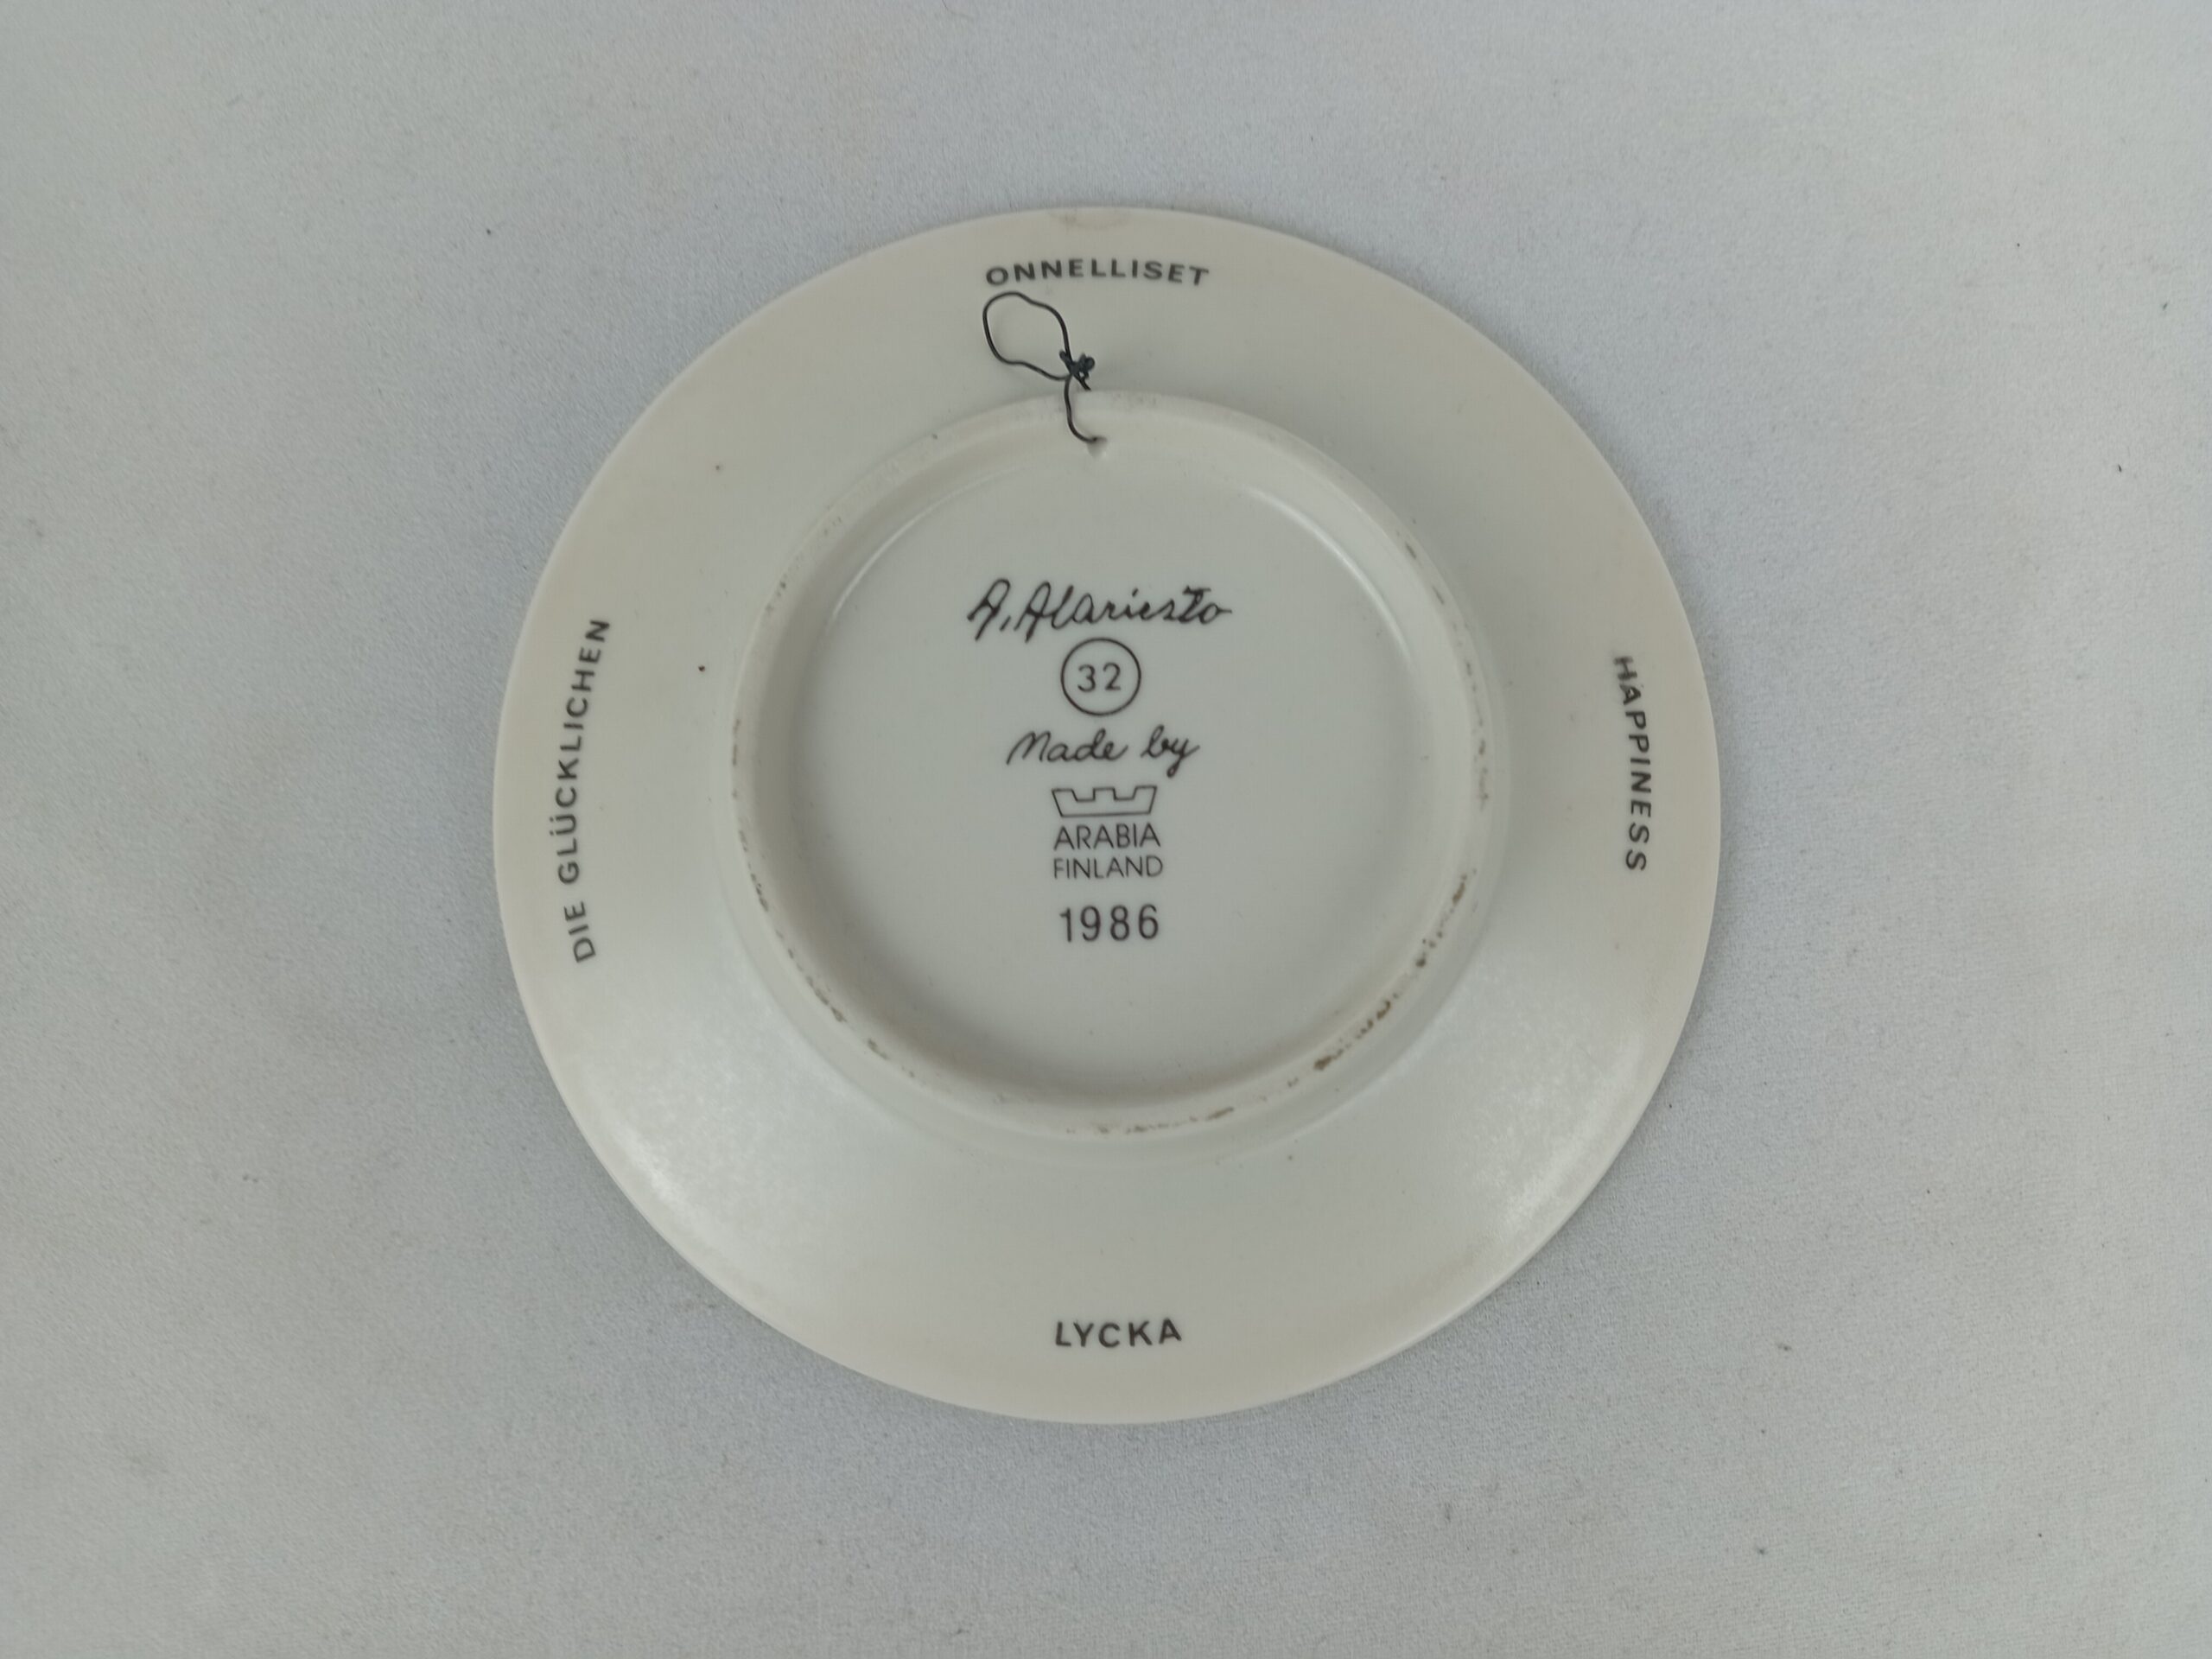 ONNELLISET
DIE GLÜCKLICHEN
HAPPINESS
A. Alariesto
32
Made by
ARABIA
FINLAND
1986
LYCKA